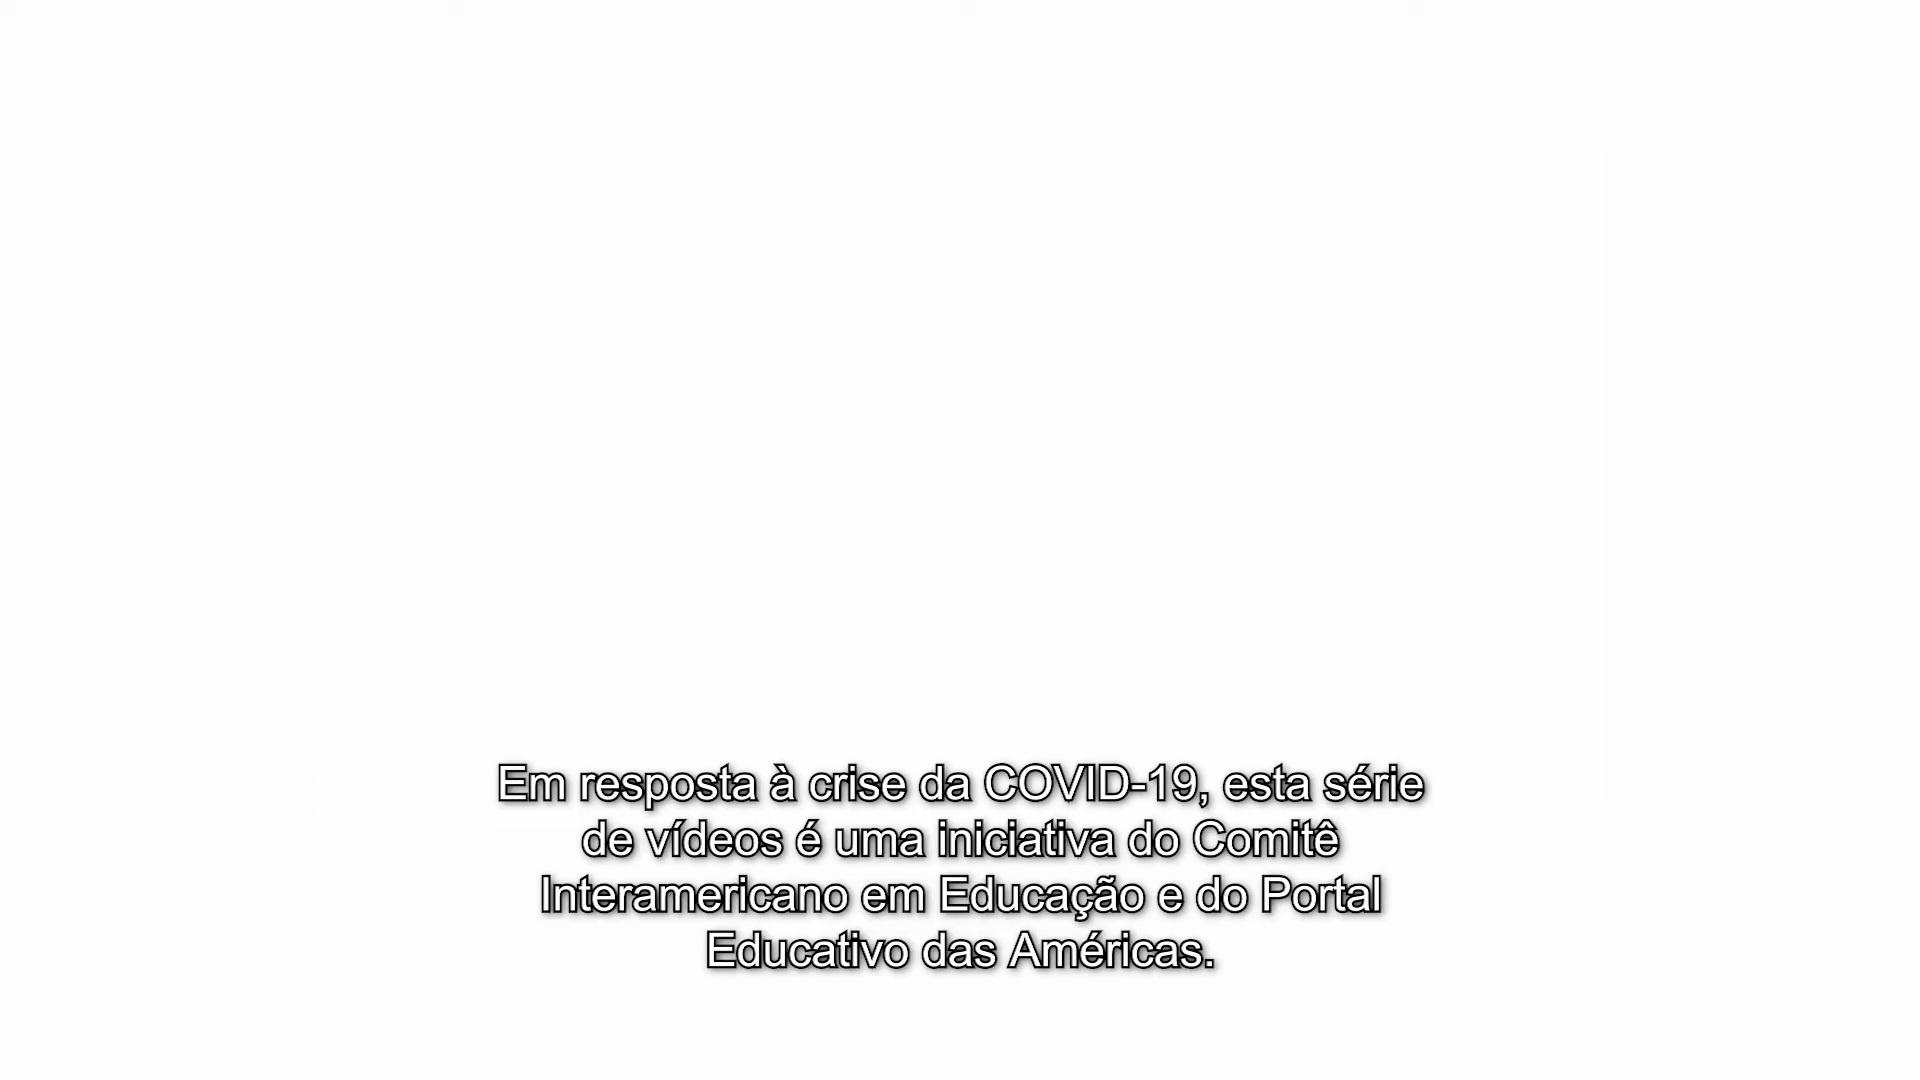 Em resposta à crise da COVID-19, esta série
de vídeos é uma iniciativa do Comitê
Interamericano em Educação e do Portal
Educativo das Américas.